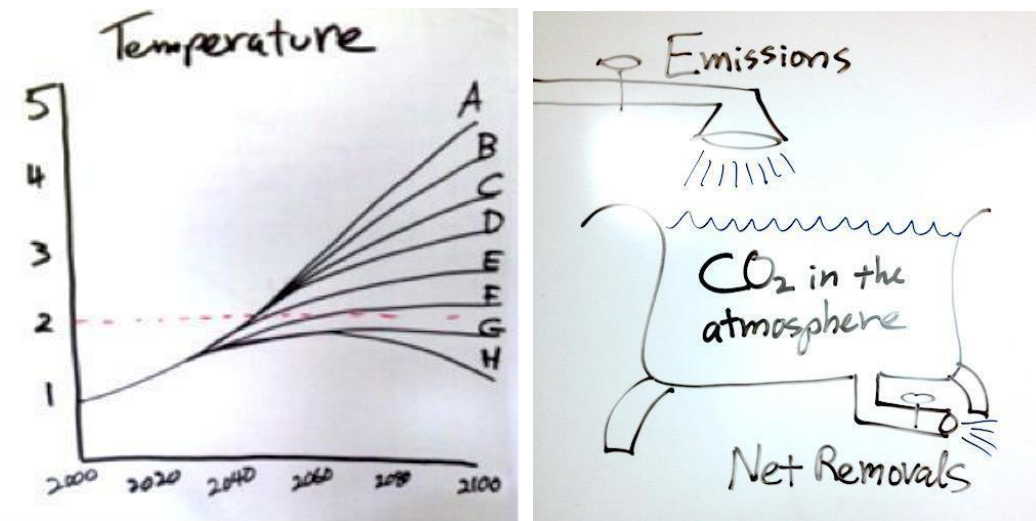 Temperature
5
4
3
2
1
A
B
C
D
E
F
G
H
2000 2020 2040 2060 2080 2100
Emissions
CO₂ in the
atmosphere
Net Removals